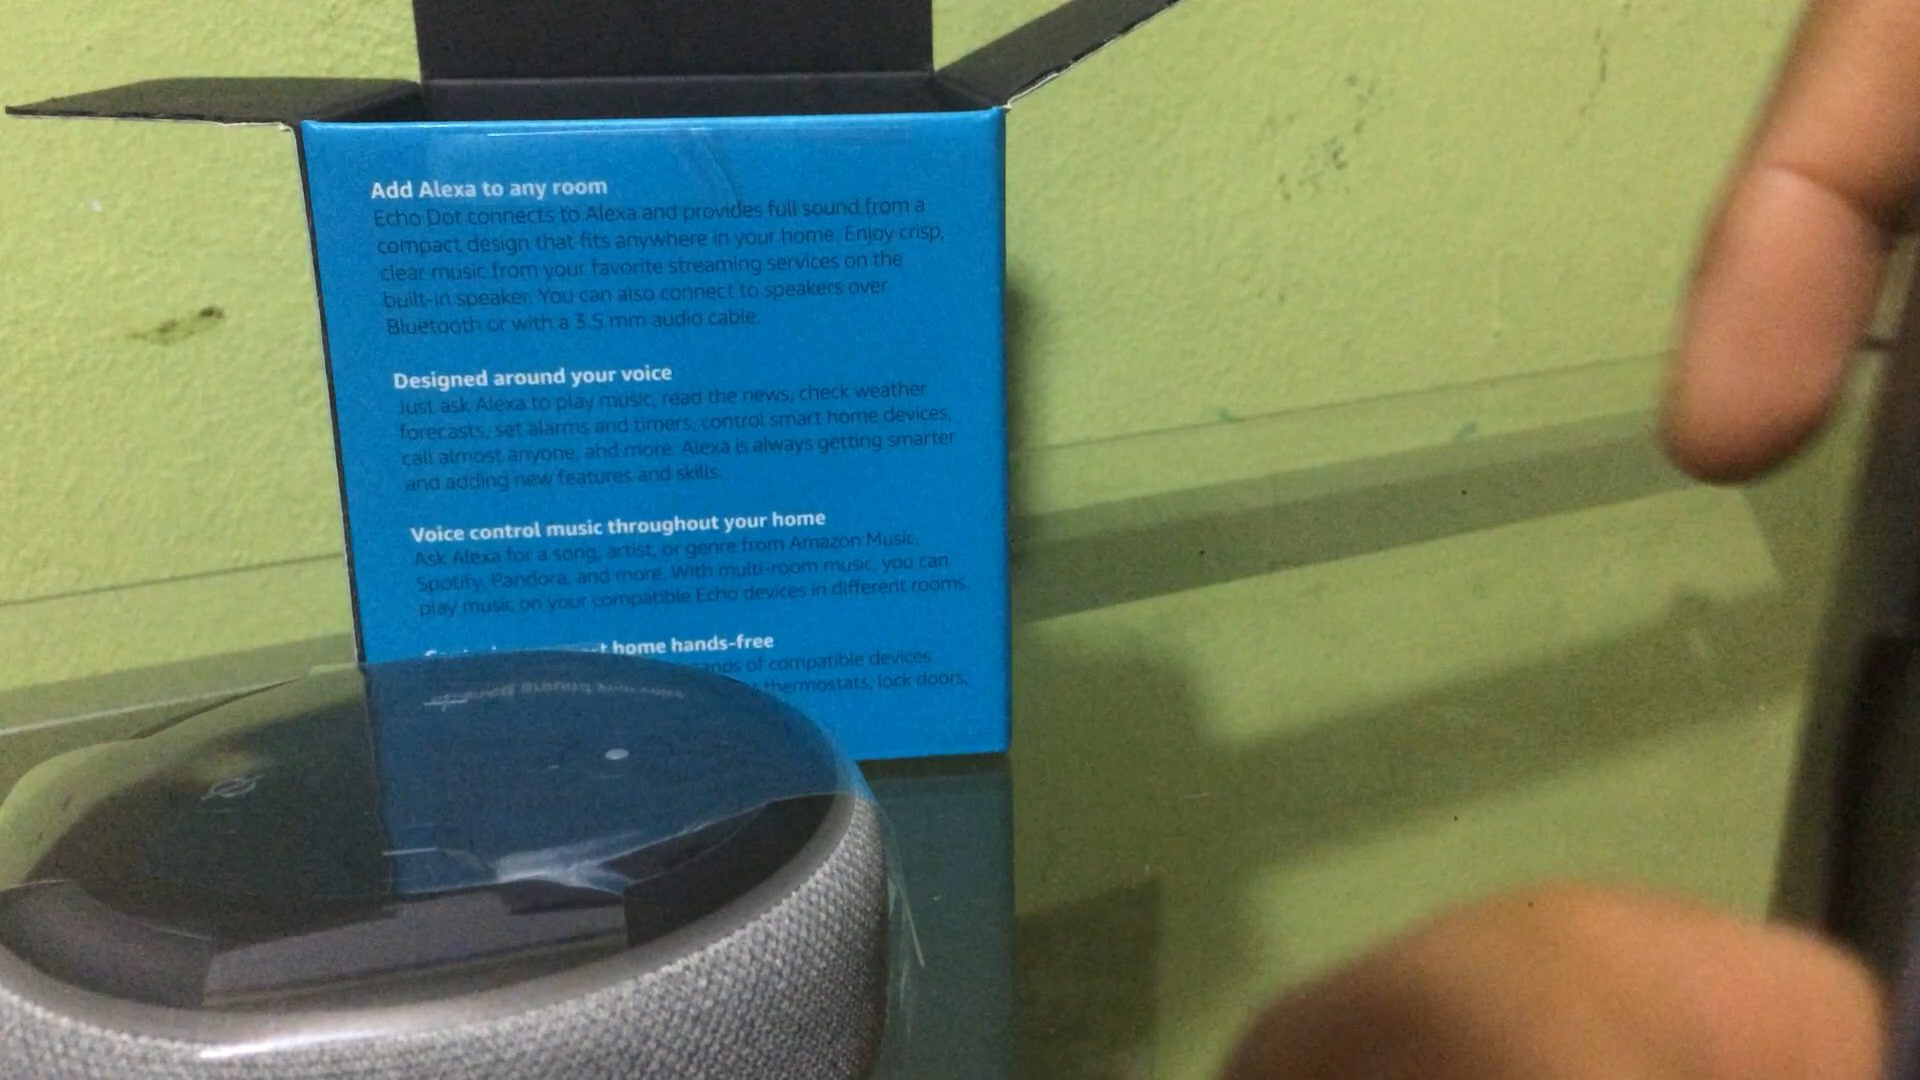 Add Alexa to any room
Echo Dot connects to Alexa and provides full sound from a
compact design that fits anywhere in your home. Enjoy crisp,
clear music from your favorite streaming services on the
built-in speaker. You can also connect to speakers over
Bluetooth or with a 3.5 mm audio cable.
Designed around your voice
Just ask Alexa to play music, read the news, check weather
forecasts, set alarms and timers, control smart home devices,
call almost anyone, and more. Alexa is always getting smarter
and adding new features and skills.
Voice control music throughout your home
Ask Alexa for a song, artist, or genre from Amazon Music,
Spotify, Pandora, and more. With multi-room music, you can
play music on your compatible Echo devices in different rooms.
home hands-free
of compatible devices
thermostats, lock doors,